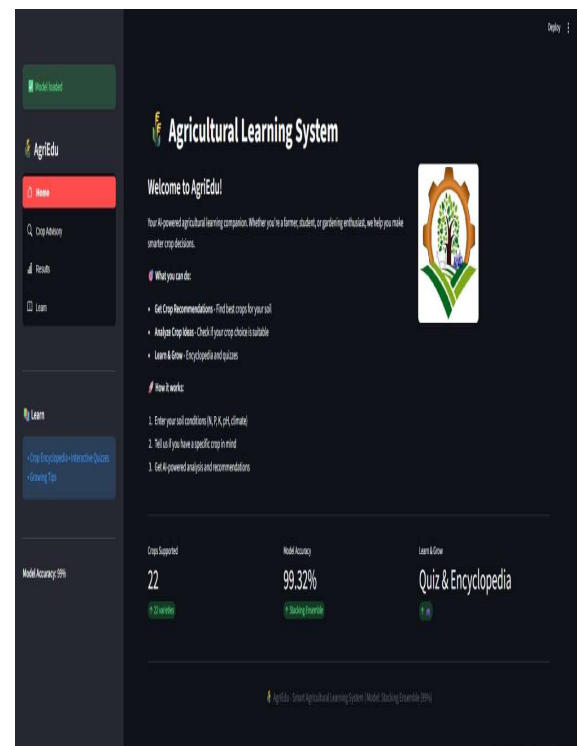 Deploy
Model loaded
AgriEdu
Home
Crop Advisory
Results
Learn
Learn
• Crop Encyclopedia • Interactive Quizzes
• Growing Tips
Model Accuracy: 99%
Agricultural Learning System
Welcome to AgriEdu!
Your AI-powered agricultural learning companion. Whether you're a farmer, student, or gardening enthusiast, we help you make
smarter crop decisions.
What you can do:
• Get Crop Recommendations - Find best crops for your soil
• Analyze Crop Ideas - Check if your crop choice is suitable
• Learn & Grow - Encyclopedia and quizzes
How it works:
1. Enter your soil conditions (N, P, K, pH, climate)
2. Tell us if you have a specific crop in mind
3. Get AI-powered analysis and recommendations
Crops Supported
22
↑ 22 varieties
Model Accuracy
99.32%
↑ Stacking Ensemble
Learn & Grow
Quiz & Encyclopedia
↑
AgriEdu - Smart Agricultural Learning System | Model: Stacking Ensemble (99%)